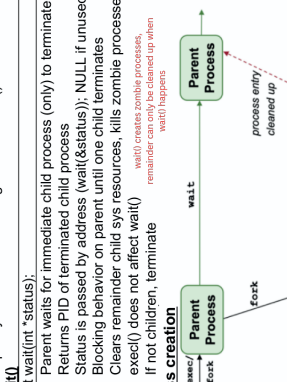 t()
t wait(int *status);
Parent waits for immediate child process (only) to terminate
Returns PID of terminated child process
Status is passed by address (wait(&status)); NULL if unused
Blocking behavior on parent until one child terminates
Clears remainder child sys resources, kills zombie processe
exec() does not affect wait()
If not children, terminate
wait() creates zombie processes,
remainder can only be cleaned up when
wait() happens
s creation
exec/
fork
Parent
Process
wait
Parent
Process
fork
process entry
cleaned up